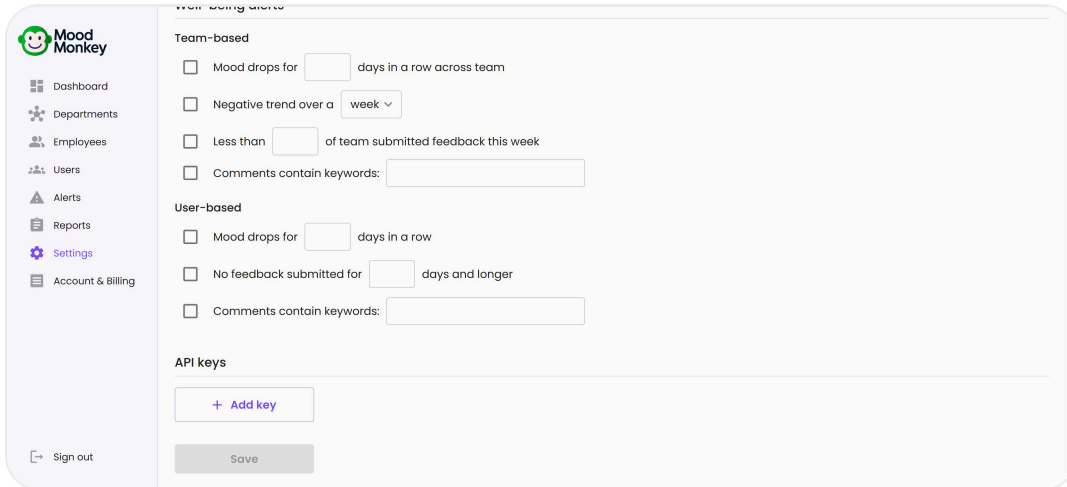 Well-being alerts
Mood
Monkey
Dashboard
Departments
Employees
Users
Alerts
Reports
Settings
Account & Billing
Sign out
Team-based
Mood drops for days in a row across team
Negative trend over a week
Less than of team submitted feedback this week
Comments contain keywords:
User-based
Mood drops for days in a row
No feedback submitted for days and longer
Comments contain keywords:
API keys
+ Add key
Save